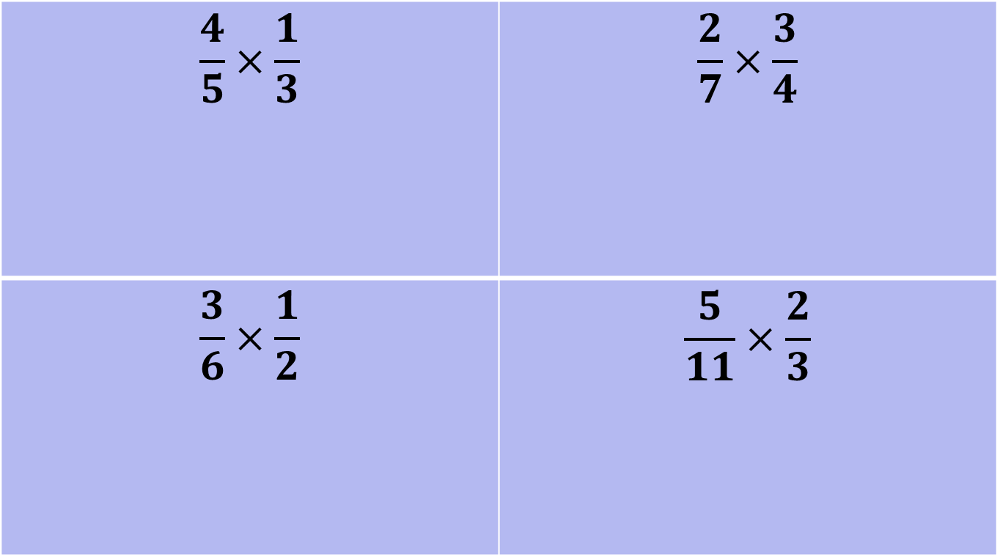 4/5 × 1/3
2/7 × 3/4
3/6 × 1/2
5/11 × 2/3